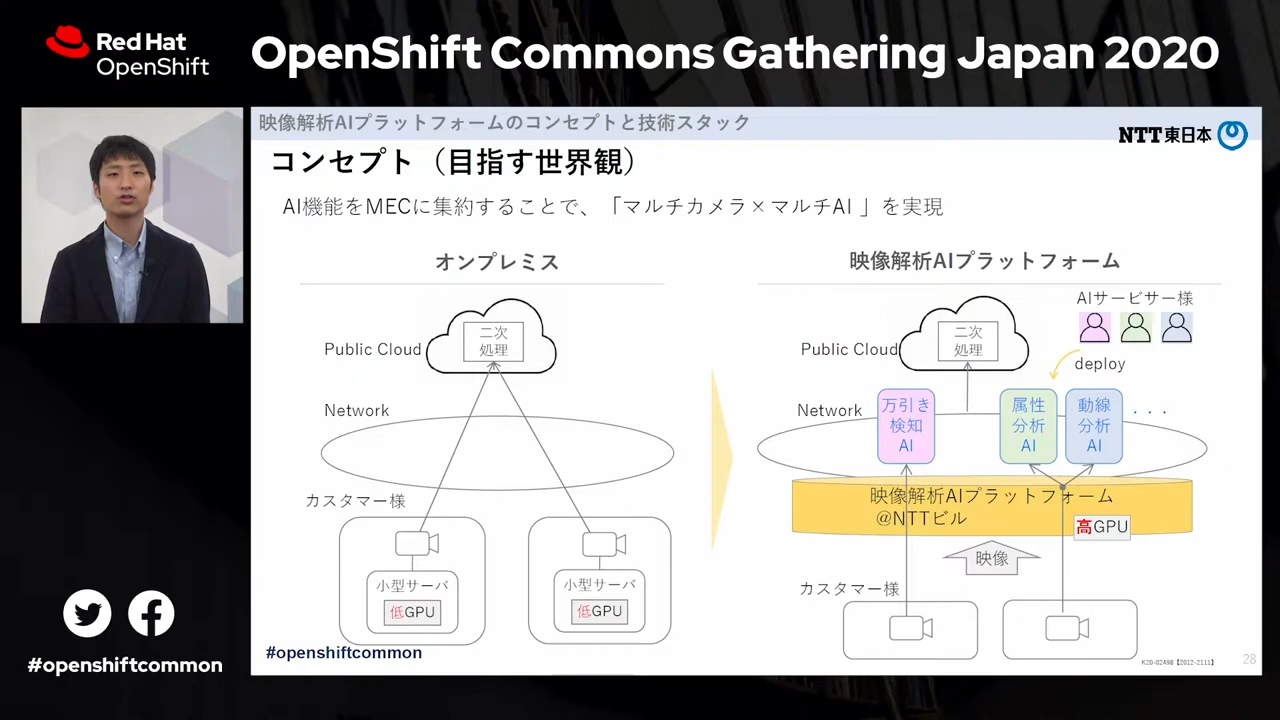 Red Hat
OpenShift
OpenShift Commons Gathering Japan 2020
映像解析AIプラットフォームのコンセプトと技術スタック
NTT東日本
コンセプト（目指す世界観）
AI機能をMECに集約することで、「マルチカメラ×マルチAI 」を実現
オンプレミス
Public Cloud
二次
処理
Network
カスタマー様
小型サーバ
低GPU
小型サーバ
低GPU
映像解析AIプラットフォーム
AIサービサー様
Public Cloud
二次
処理
deploy
Network
万引き
検知
AI
属性
分析
AI
動線
分析
AI
・・・
映像解析AIプラットフォーム
@NTTビル
高GPU
映像
カスタマー様
#openshiftcommon
K20-02498【2012-2111】
28
#openshiftcommon